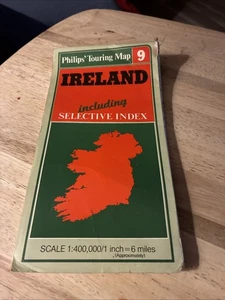 Philips' Touring Map 9
IRELAND
including
SELECTIVE INDEX
SCALE 1:400,000/1 inch = 6 miles
(Approximately)